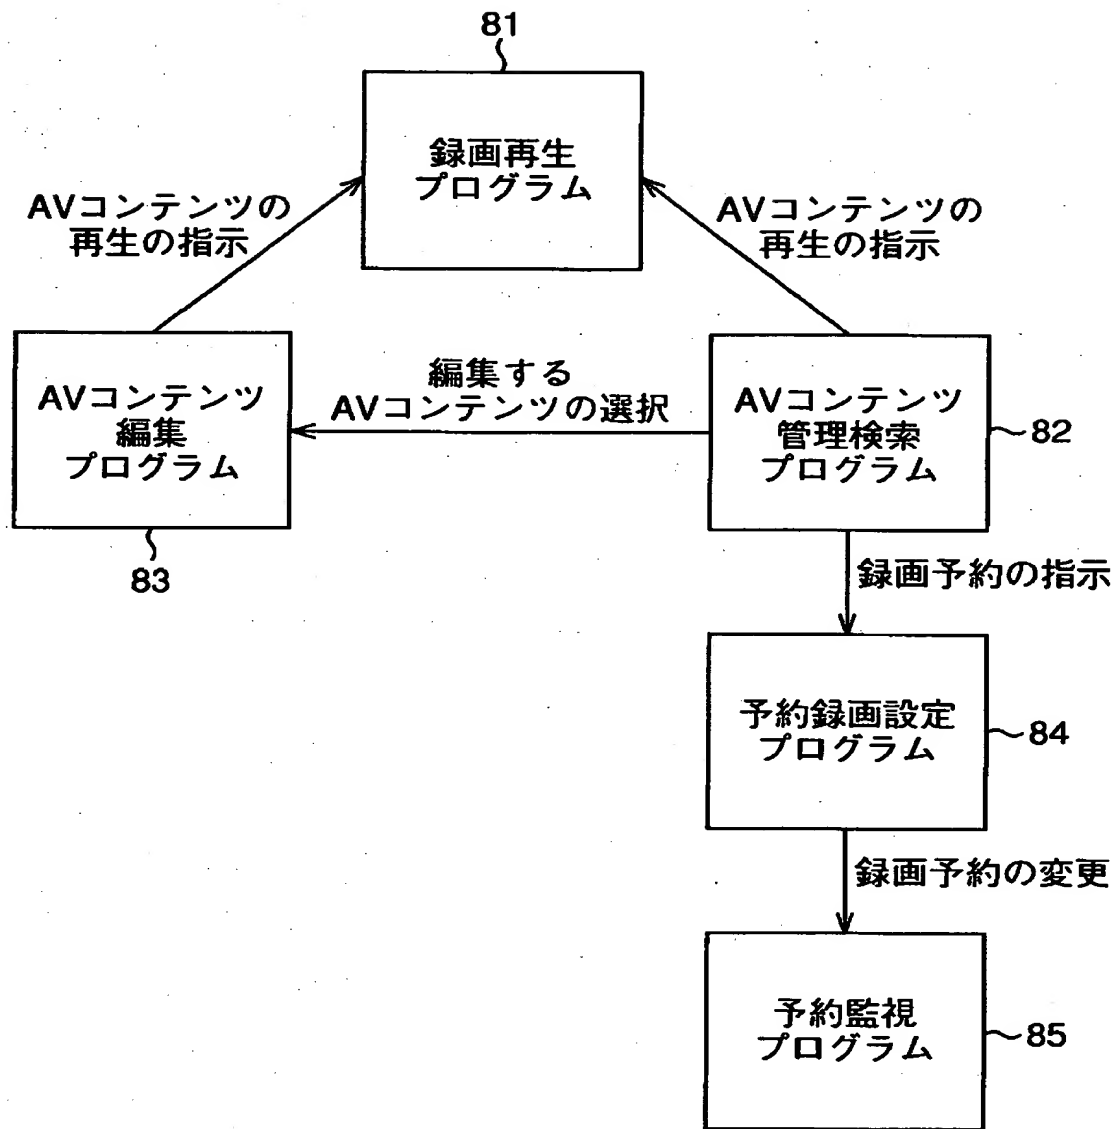 81
録画再生
プログラム
AVコンテンツの
再生の指示
AVコンテンツの
再生の指示
AVコンテンツ
編集
プログラム
83
編集する
AVコンテンツの選択
AVコンテンツ
管理検索
プログラム
82
録画予約の指示
予約録画設定
プログラム
84
録画予約の変更
予約監視
プログラム
85